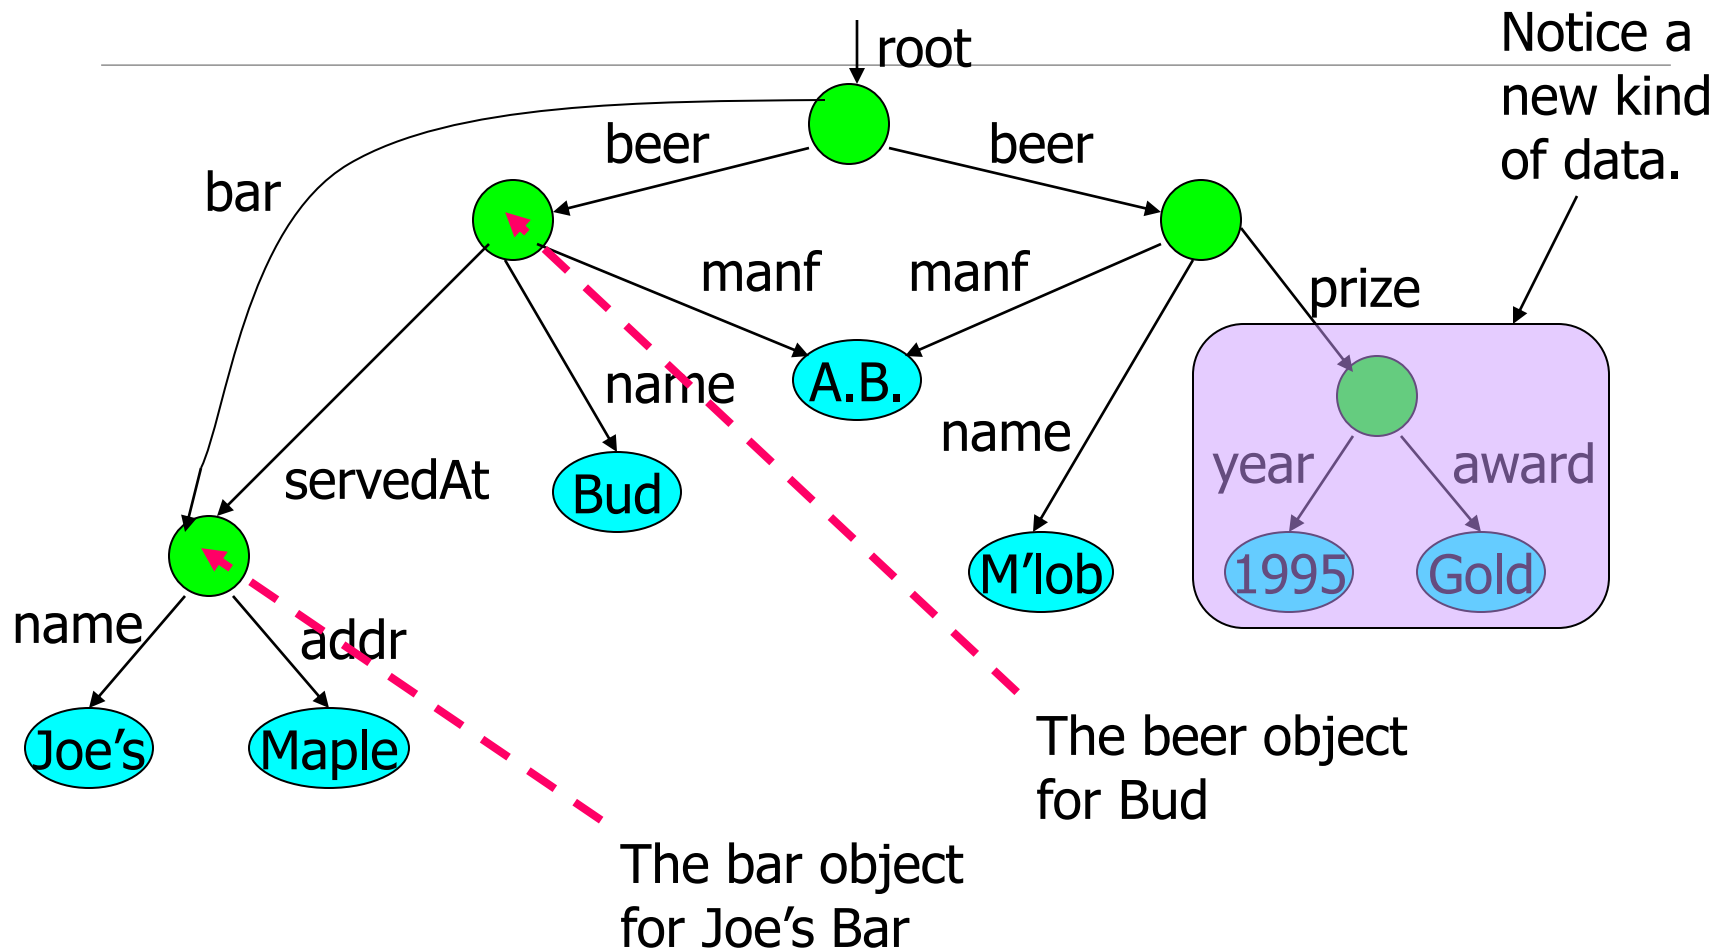 root
Notice a
new kind
of data.
beer
beer
bar
manf
manf
prize
A.B.
name
name
servedAt
Bud
year
award
M’lob
1995
Gold
name
addr
Joe’s
Maple
The beer object
for Bud
The bar object
for Joe’s Bar